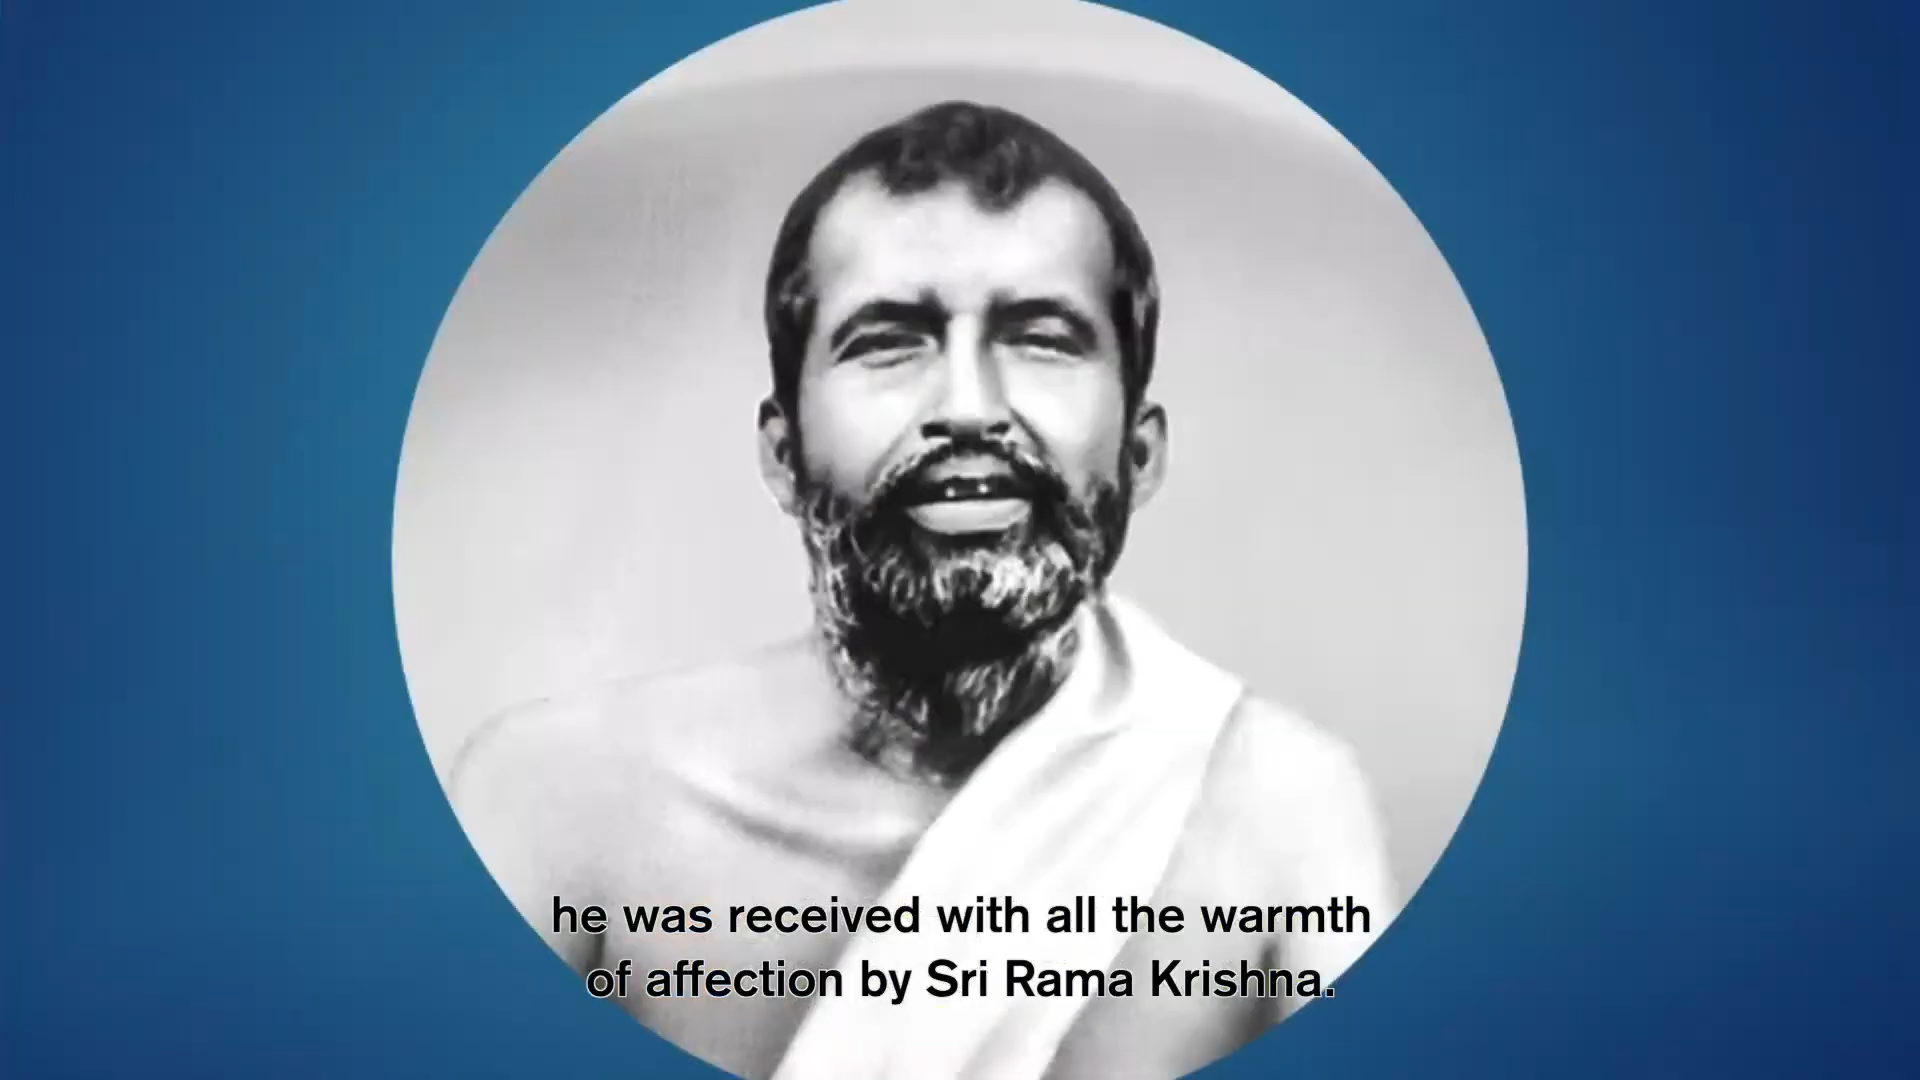 he was received with all the warmth
of affection by Sri Rama Krishna.